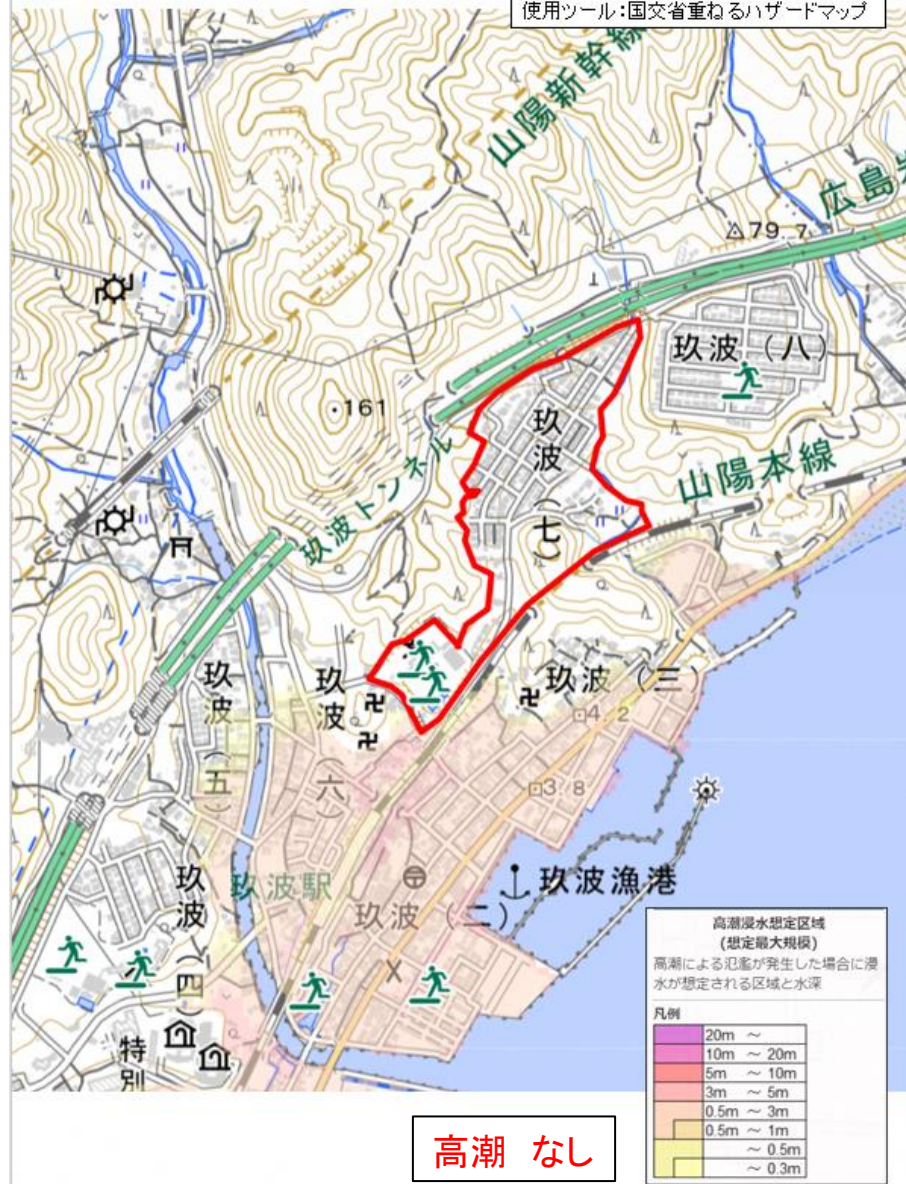 使用ツール：国交省重ねるハザードマップ
山陽新幹線
広島岩
79.7
玖波（八）
161
玖波（七）
玖波トンネル
山陽本線
玖波（五）
玖波（六）
玖波（三）
4.2
3.8
玖波駅
玖波漁港
玖波（二）
玖波（四）
特別
高潮浸水想定区域
(想定最大規模)
高潮による氾濫が発生した場合に浸
水が想定される区域と水深
凡例
20m ～
10m ～ 20m
5m ～ 10m
3m ～ 5m
0.5m ～ 3m
0.5m ～ 1m
～ 0.5m
～ 0.3m
高潮 なし